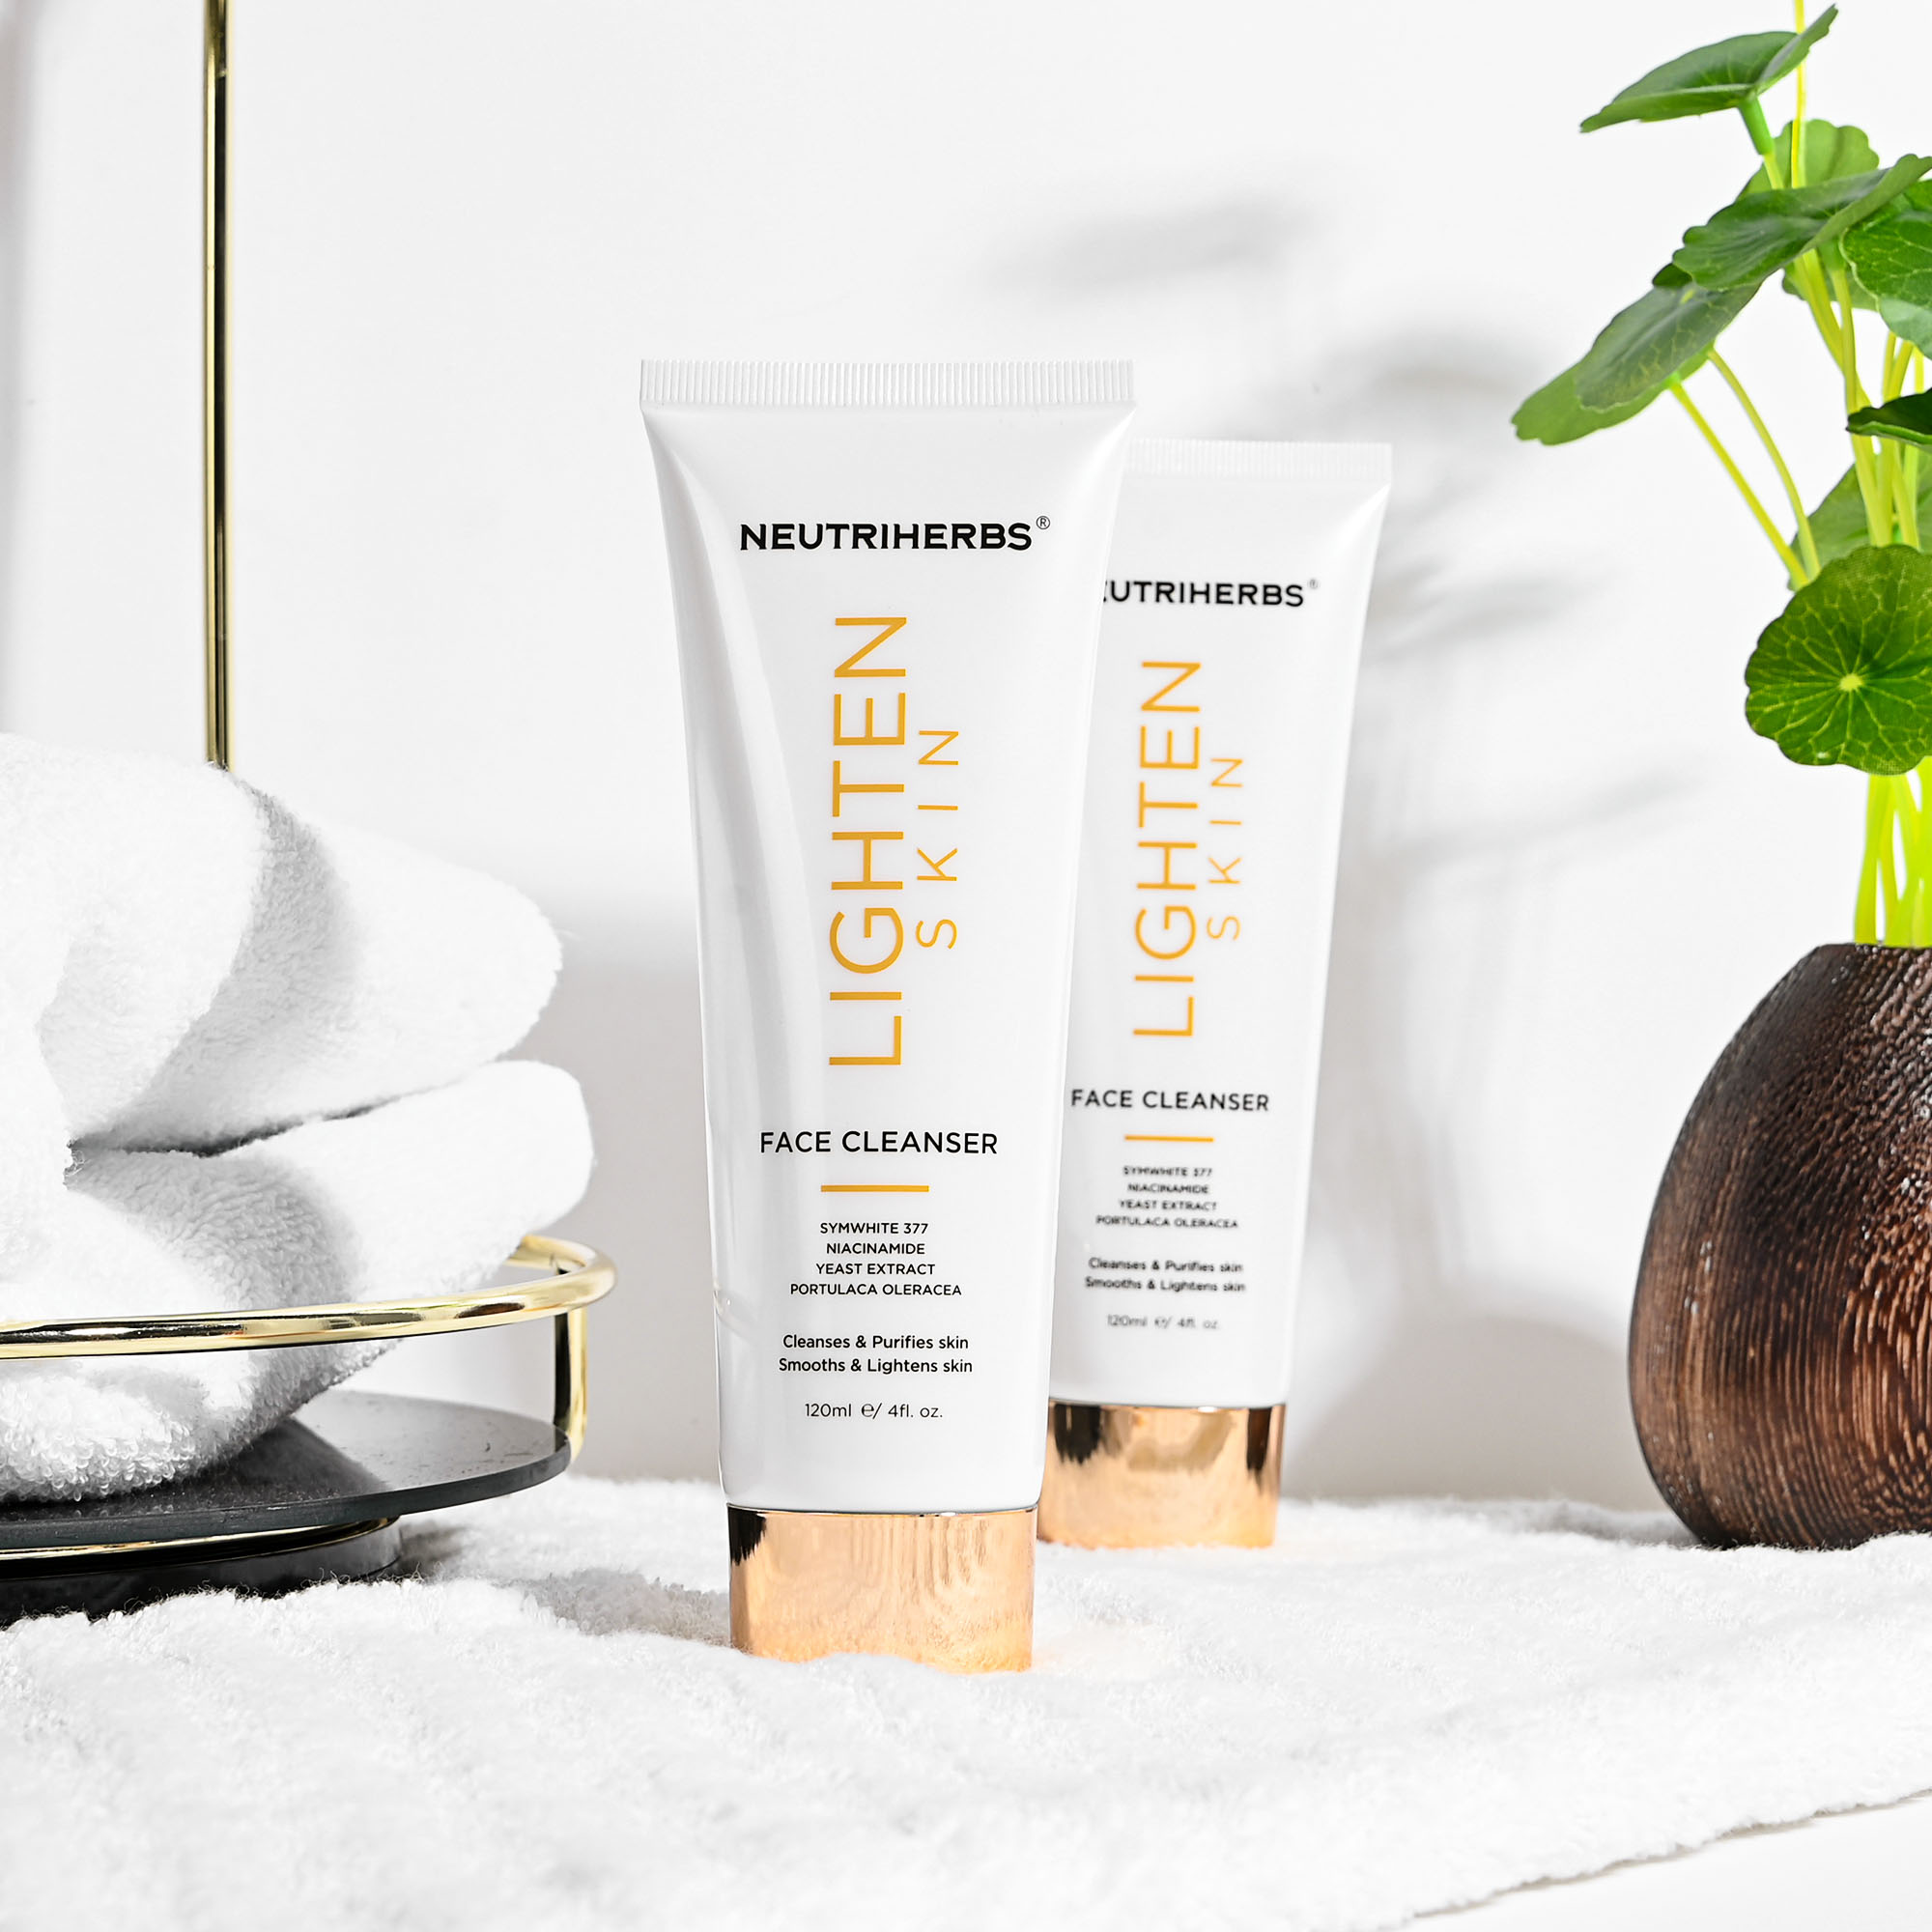 NEUTRIHERBS®
LIGHTEN
SKIN
FACE CLEANSER
SYMWHITE 377
NIACINAMIDE
YEAST EXTRACT
PORTULACA OLERACEA
Cleanses & Purifies skin
Smooths & Lightens skin
120ml ℮/ 4fl. oz.
EUTRIHERBS®
LIGHTEN
SKIN
FACE CLEANSER
SYMWHITE 377
NIACINAMIDE
YEAST EXTRACT
PORTULACA OLERACEA
Cleanses & Purifies skin
Smooths & Lightens skin
120ml ℮/ 4fl. oz.